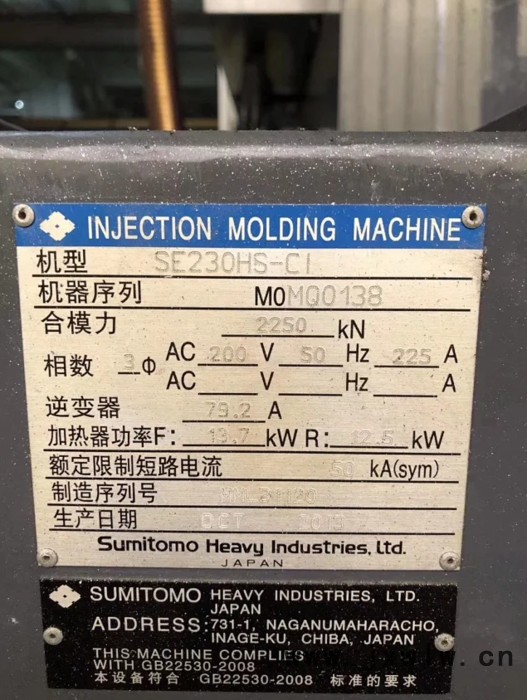 INJECTION MOLDING MACHINE
机型 SE230HS-CI
机器序列 M0MQ0138
合模力 2250 kN
相数 3 Φ AC 200 V 50 Hz 225 A
AC V Hz A
逆变器 79.2 A
加热器功率F: 13.7 kW R: 12.5 kW
额定限制短路电流 50 kA(sym)
制造序列号
生产日期 OCT
Sumitomo Heavy Industries, Ltd.
JAPAN
SUMITOMO HEAVY INDUSTRIES, LTD.
JAPAN
ADDRESS: 731-1, NAGANUMAHARACHO,
INAGE-KU, CHIBA, JAPAN
THIS MACHINE COMPLIES
WITH GB22530-2008
本设备符合 GB22530-2008 标准的要求